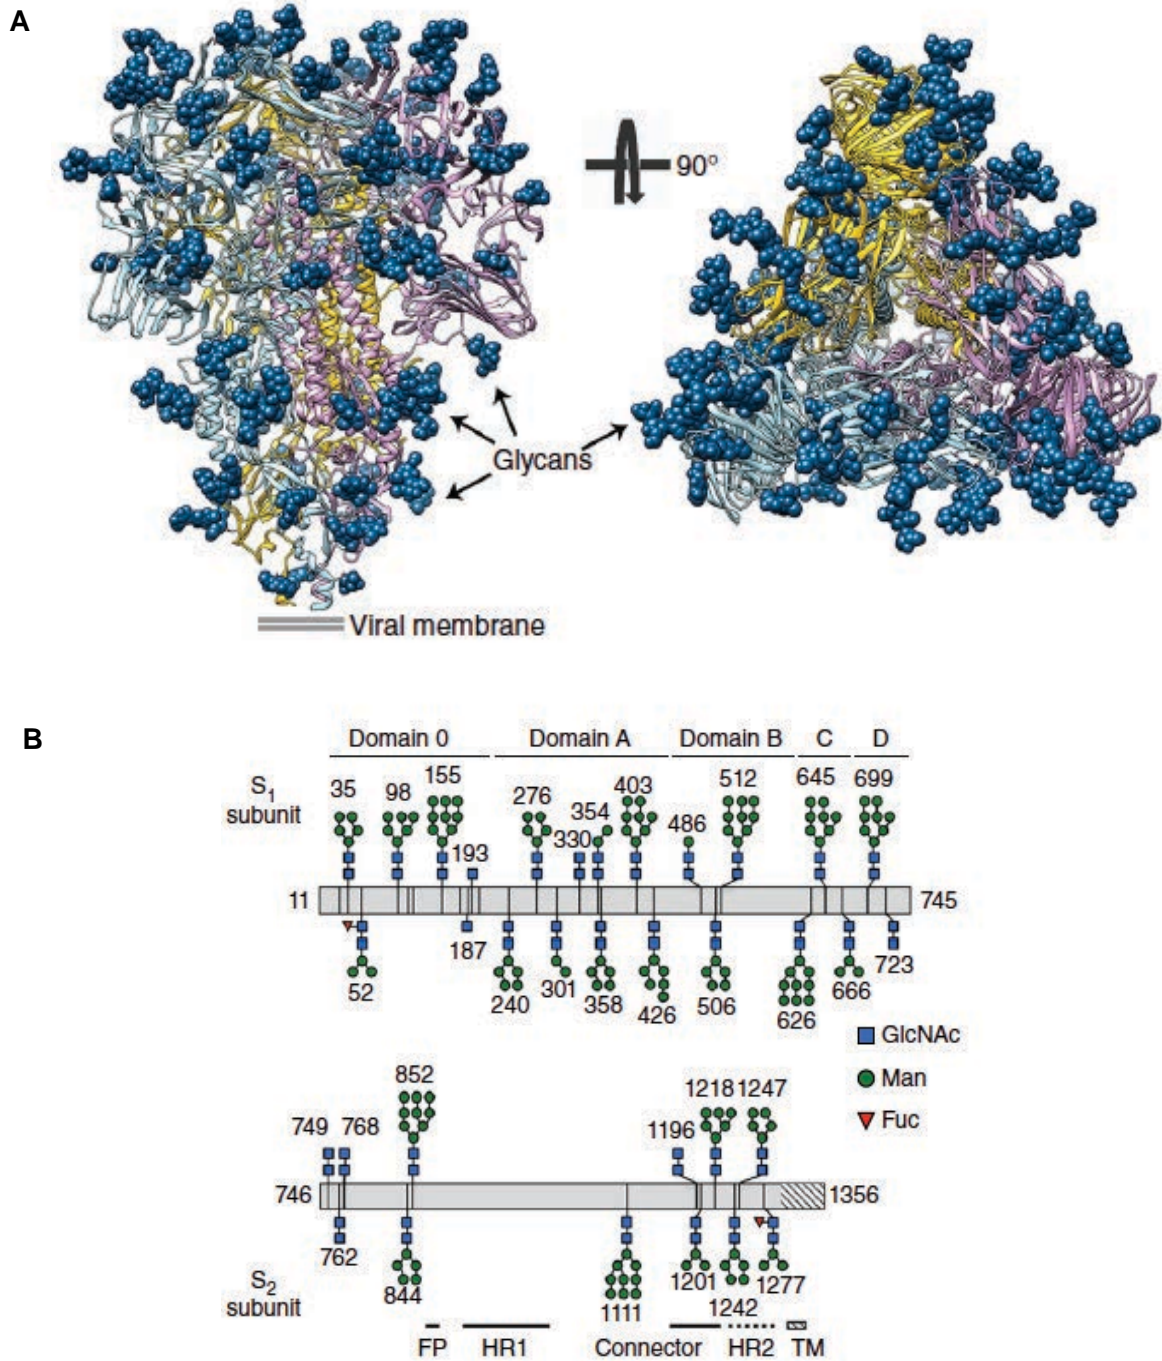 A
90°
Glycans
Viral membrane
B
Domain 0 Domain A Domain B C D
S1 subunit
35 98 155 193 276 330 354 403 486 512 645 699
11 745
52 187 240 301 358 426 506 626 666 723
GlcNAc
Man
Fuc
749 768 852 1196 1218 1247
746 1356
762 844 1111 1201 1242 1277
S2 subunit
FP HR1 Connector HR2 TM